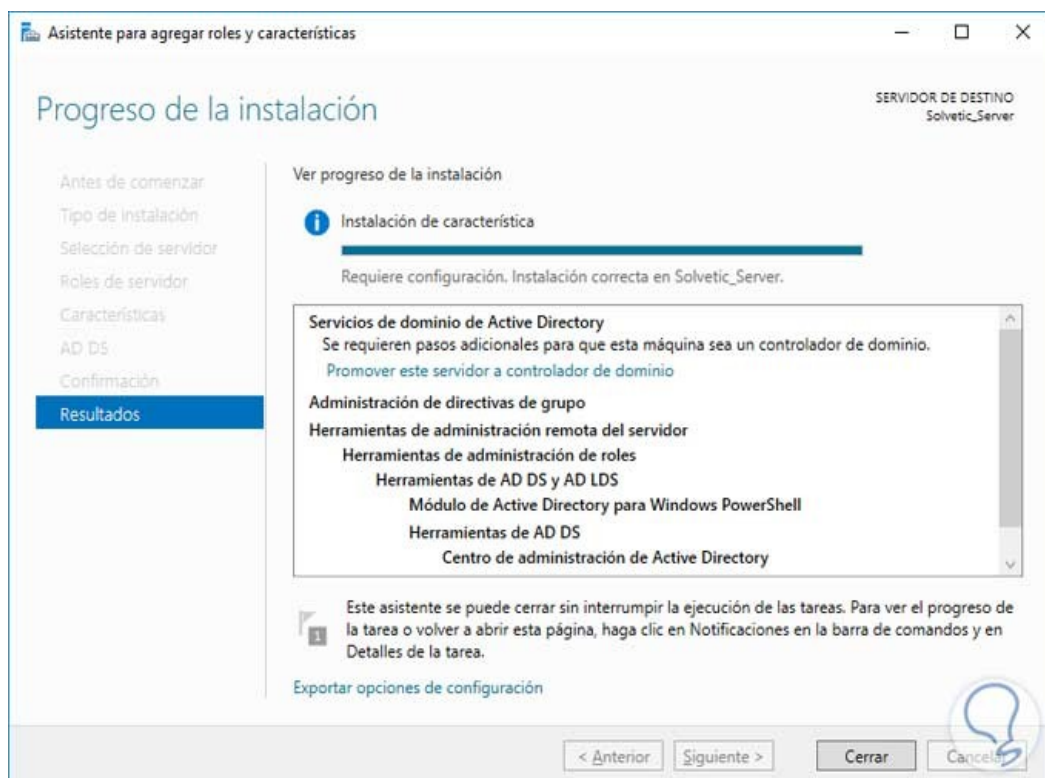 Asistente para agregar roles y características
Progreso de la instalación
SERVIDOR DE DESTINO
Solvetic_Server
Antes de comenzar
Tipo de instalación
Selección de servidor
Roles de servidor
Características
AD DS
Confirmación
Resultados
Ver progreso de la instalación
Instalación de característica
Requiere configuración. Instalación correcta en Solvetic_Server.
Servicios de dominio de Active Directory
Se requieren pasos adicionales para que esta máquina sea un controlador de dominio.
Promover este servidor a controlador de dominio
Administración de directivas de grupo
Herramientas de administración remota del servidor
Herramientas de administración de roles
Herramientas de AD DS y AD LDS
Módulo de Active Directory para Windows PowerShell
Herramientas de AD DS
Centro de administración de Active Directory
1
Este asistente se puede cerrar sin interrumpir la ejecución de las tareas. Para ver el progreso de
la tarea o volver a abrir esta página, haga clic en Notificaciones en la barra de comandos y en
Detalles de la tarea.
Exportar opciones de configuración
< Anterior
Siguiente >
Cerrar
Cancelar